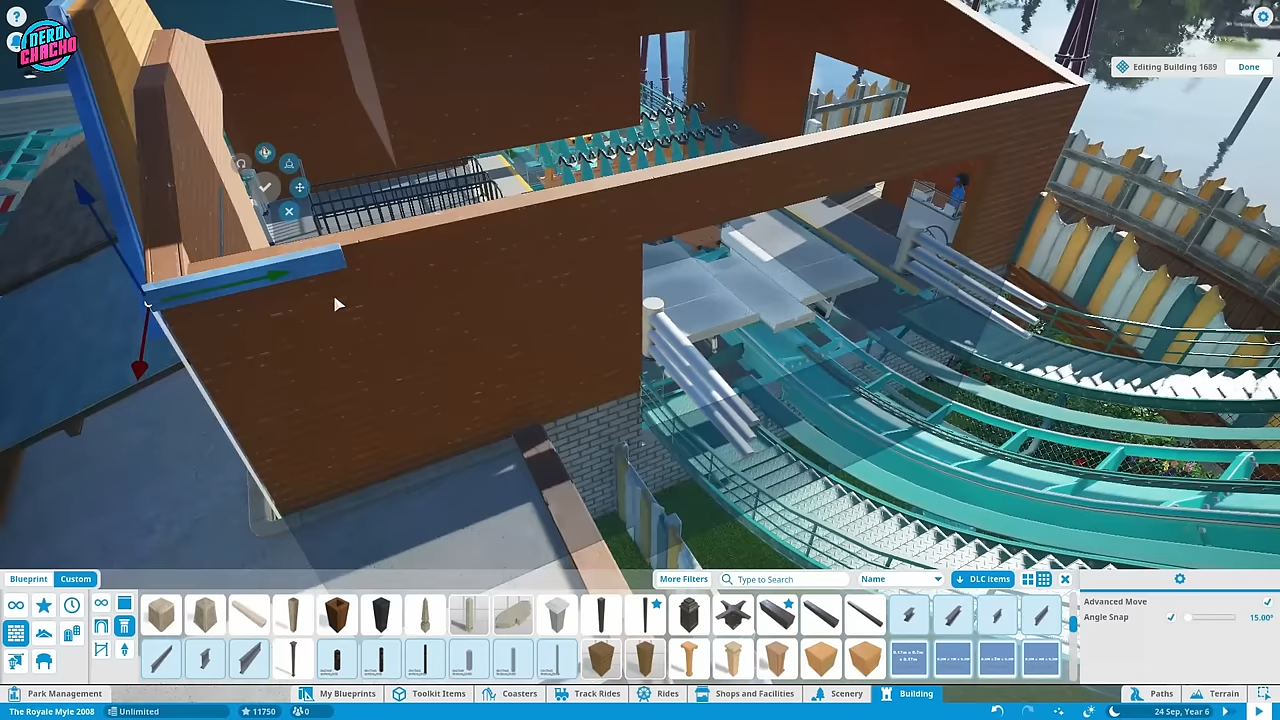 ?
NERD
CHACHO
Editing Building 1689
Done
Blueprint
Custom
More Filters
Type to Search
Name
DLC items
Advanced Move
Angle Snap
15.00°
Park Management
My Blueprints
Toolkit Items
Coasters
Track Rides
Rides
Shops and Facilities
Scenery
Building
Paths
Terrain
The Royale Myle 2008
Unlimited
11750
0
24 Sep, Year 6